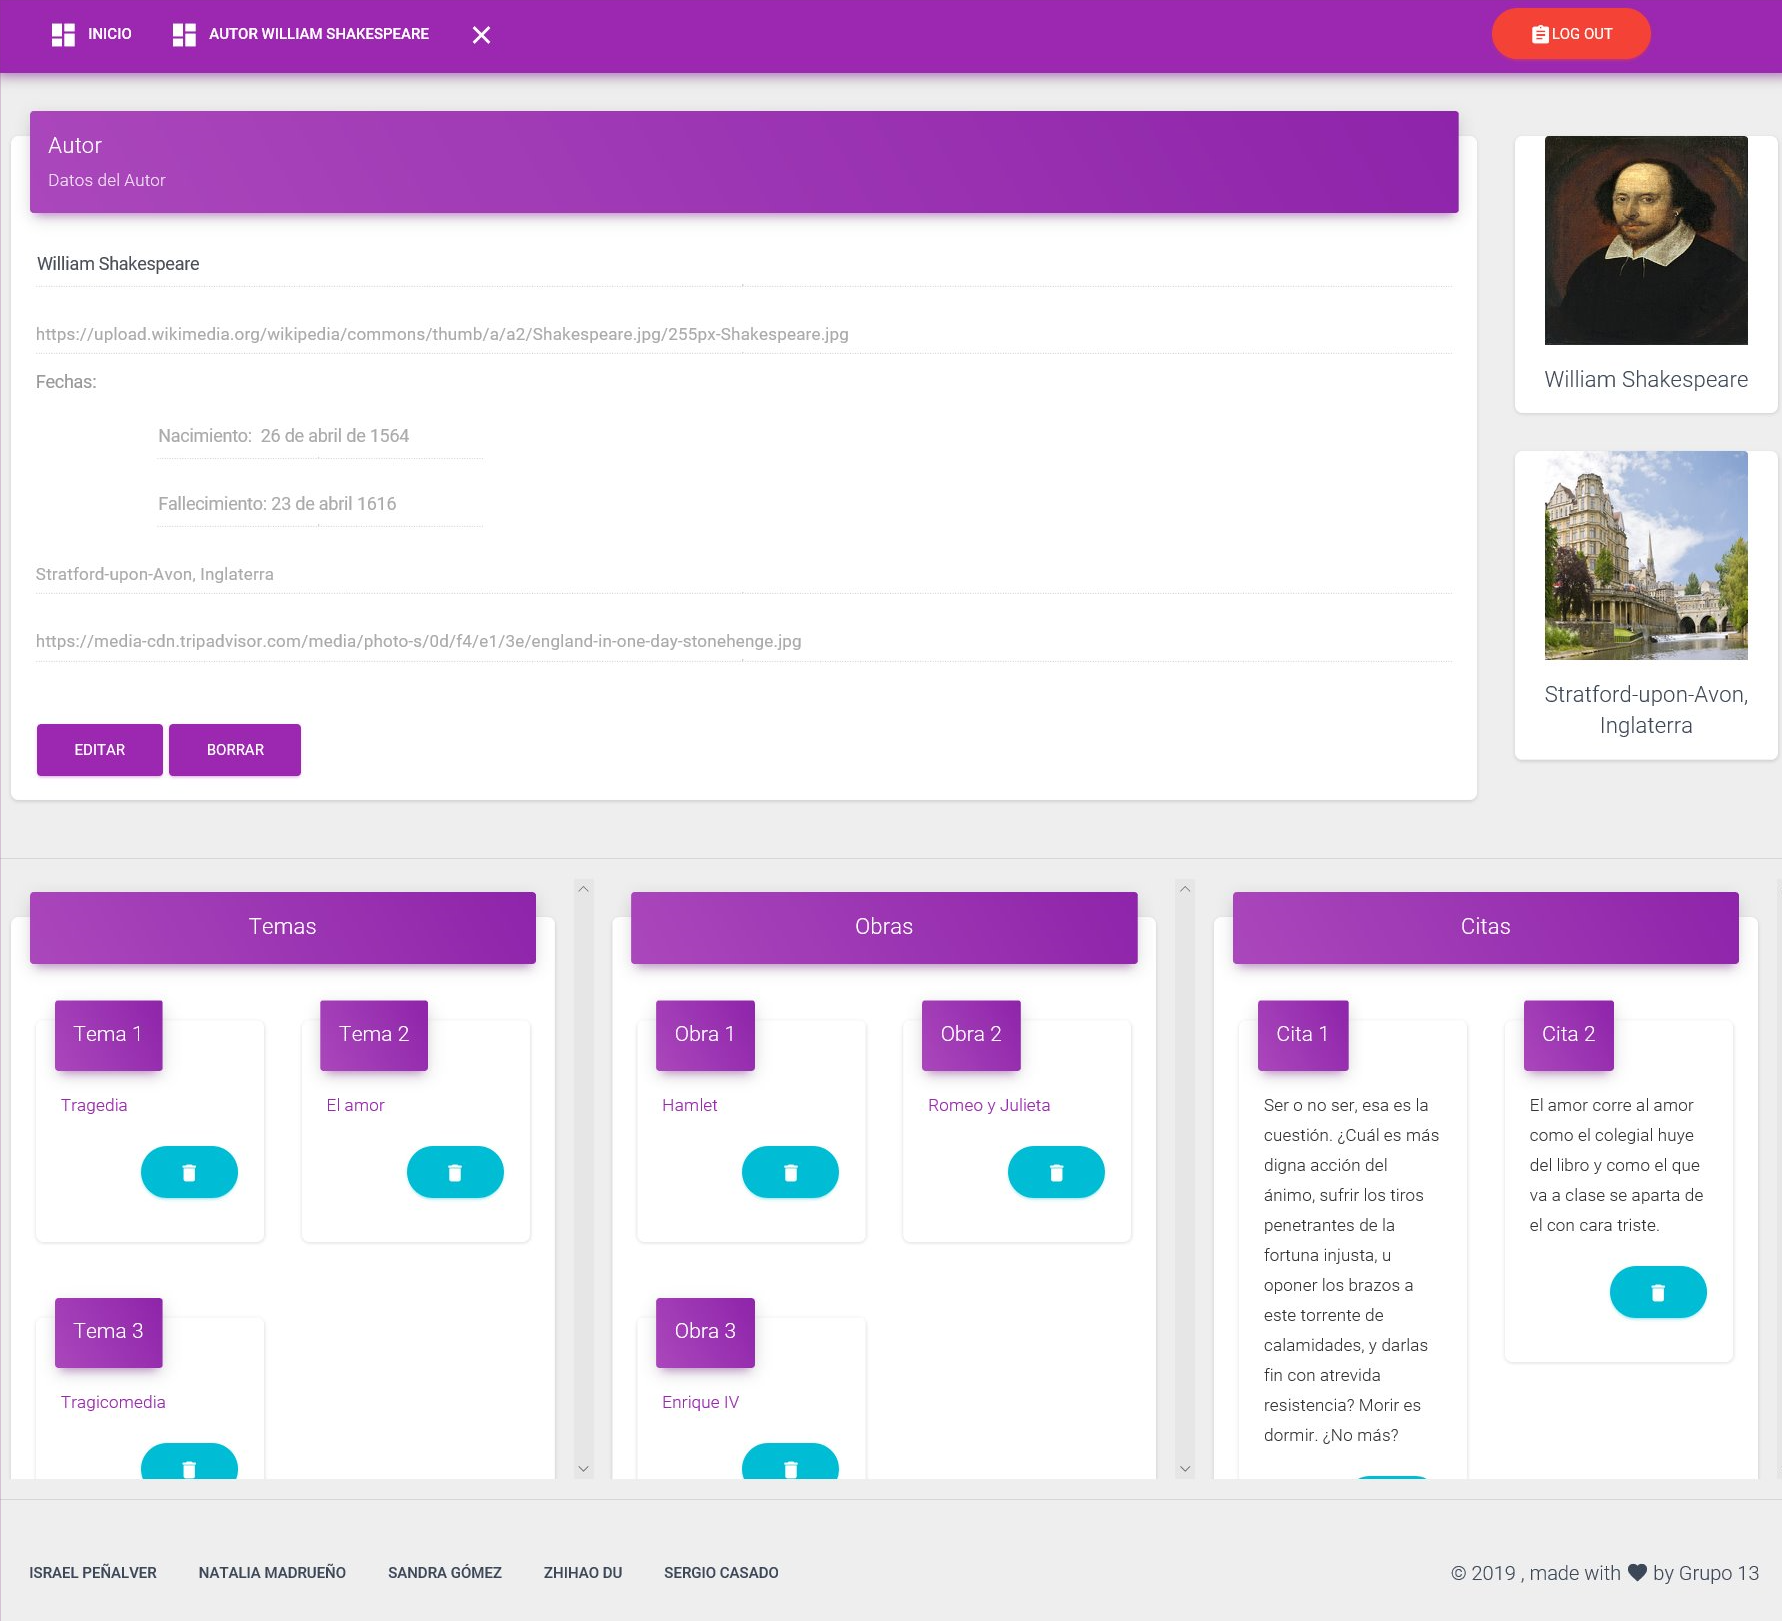 INICIO
AUTOR WILLIAM SHAKESPEARE
LOG OUT
Autor
Datos del Autor
William Shakespeare
https://upload.wikimedia.org/wikipedia/commons/thumb/a/a2/Shakespeare.jpg/255px-Shakespeare.jpg
Fechas:
Nacimiento: 26 de abril de 1564
Fallecimiento: 23 de abril 1616
Stratford-upon-Avon, Inglaterra
https://media-cdn.tripadvisor.com/media/photo-s/0d/f4/e1/3e/england-in-one-day-stonehenge.jpg
EDITAR
BORRAR
William Shakespeare
Stratford-upon-Avon,
Inglaterra
Temas
Tema 1
Tragedia
Tema 2
El amor
Tema 3
Tragicomedia
Obras
Obra 1
Hamlet
Obra 2
Romeo y Julieta
Obra 3
Enrique IV
Citas
Cita 1
Ser o no ser, esa es la
cuestión. ¿Cuál es más
digna acción del
ánimo, sufrir los tiros
penetrantes de la
fortuna injusta, u
oponer los brazos a
este torrente de
calamidades, y darlas
fin con atrevida
resistencia? Morir es
dormir. ¿No más?
Cita 2
El amor corre al amor
como el colegial huye
del libro y como el que
va a clase se aparta de
el con cara triste.
ISRAEL PEÑALVER
NATALIA MADRUEÑO
SANDRA GÓMEZ
ZHIHAO DU
SERGIO CASADO
© 2019 , made with by Grupo 13